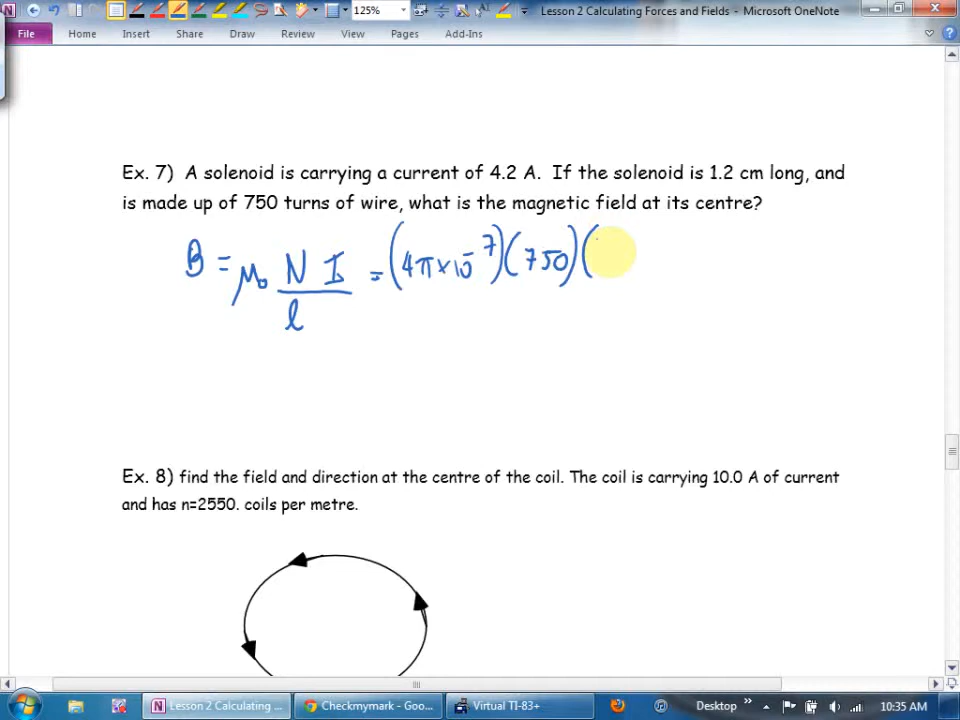 125%
Lesson 2 Calculating Forces and Fields - Microsoft OneNote
File Home Insert Share Draw Review View Pages Add-Ins
Ex. 7) A solenoid is carrying a current of 4.2 A. If the solenoid is 1.2 cm long, and
is made up of 750 turns of wire, what is the magnetic field at its centre?
B = μ₀ N I / l = (4π×10⁻⁷)(750)(
Ex. 8) find the field and direction at the centre of the coil. The coil is carrying 10.0 A of current
and has n=2550. coils per metre.
Lesson 2 Calculating ... Checkmymark - Goo... Virtual TI-83+ Desktop » 10:35 AM